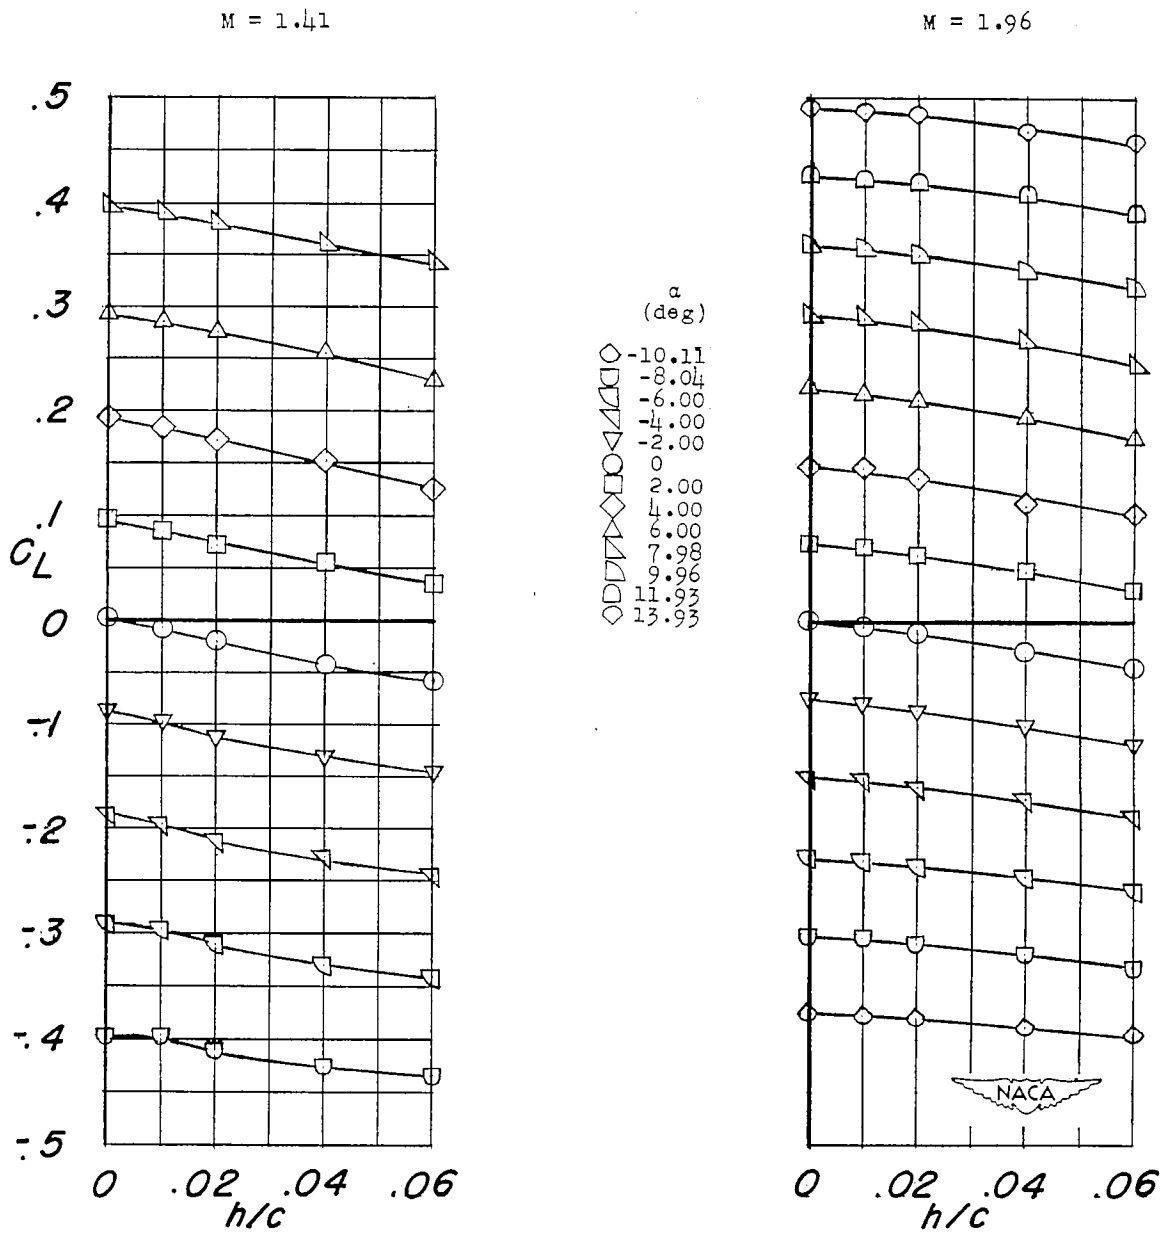 M = 1.41
M = 1.96
.5
.4
.3
.2
.1
C_L
0
-.1
-.2
-.3
-.4
-.5
0 .02 .04 .06
h/c
α
(deg)
-10.11
-8.04
-6.00
-4.00
-2.00
0
2.00
4.00
6.00
7.98
9.96
11.93
13.93
NACA
0 .02 .04 .06
h/c